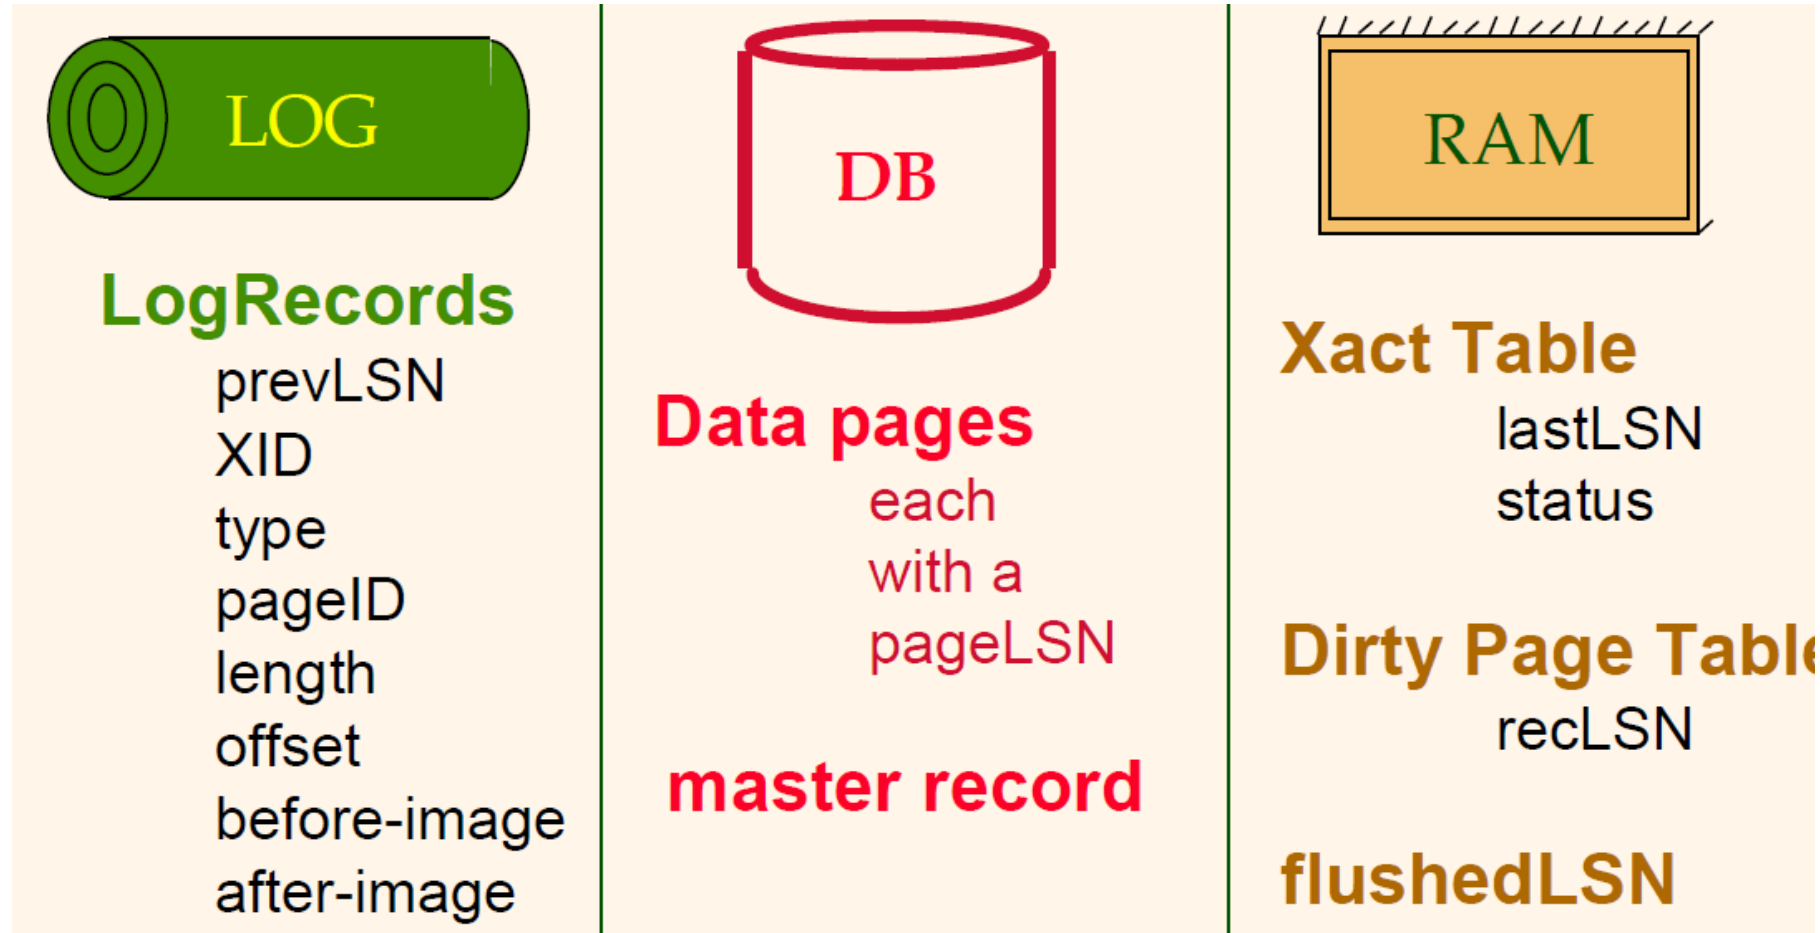 LOG
LogRecords
prevLSN
XID
type
pageID
length
offset
before-image
after-image
DB
Data pages
each
with a
pageLSN
master record
RAM
Xact Table
lastLSN
status
Dirty Page Table
recLSN
flushedLSN